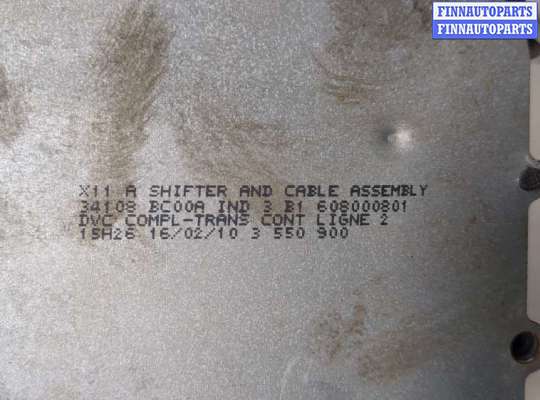 FINNAUTOPARTS
FINNAUTOPARTS
X11 A SHIFTER AND CABLE ASSEMBLY
34108 BC00A IND 3 B1 608000801
DVC COMPL-TRANS CONT LIGNE 2
15H26 16/02/10 3 550 900